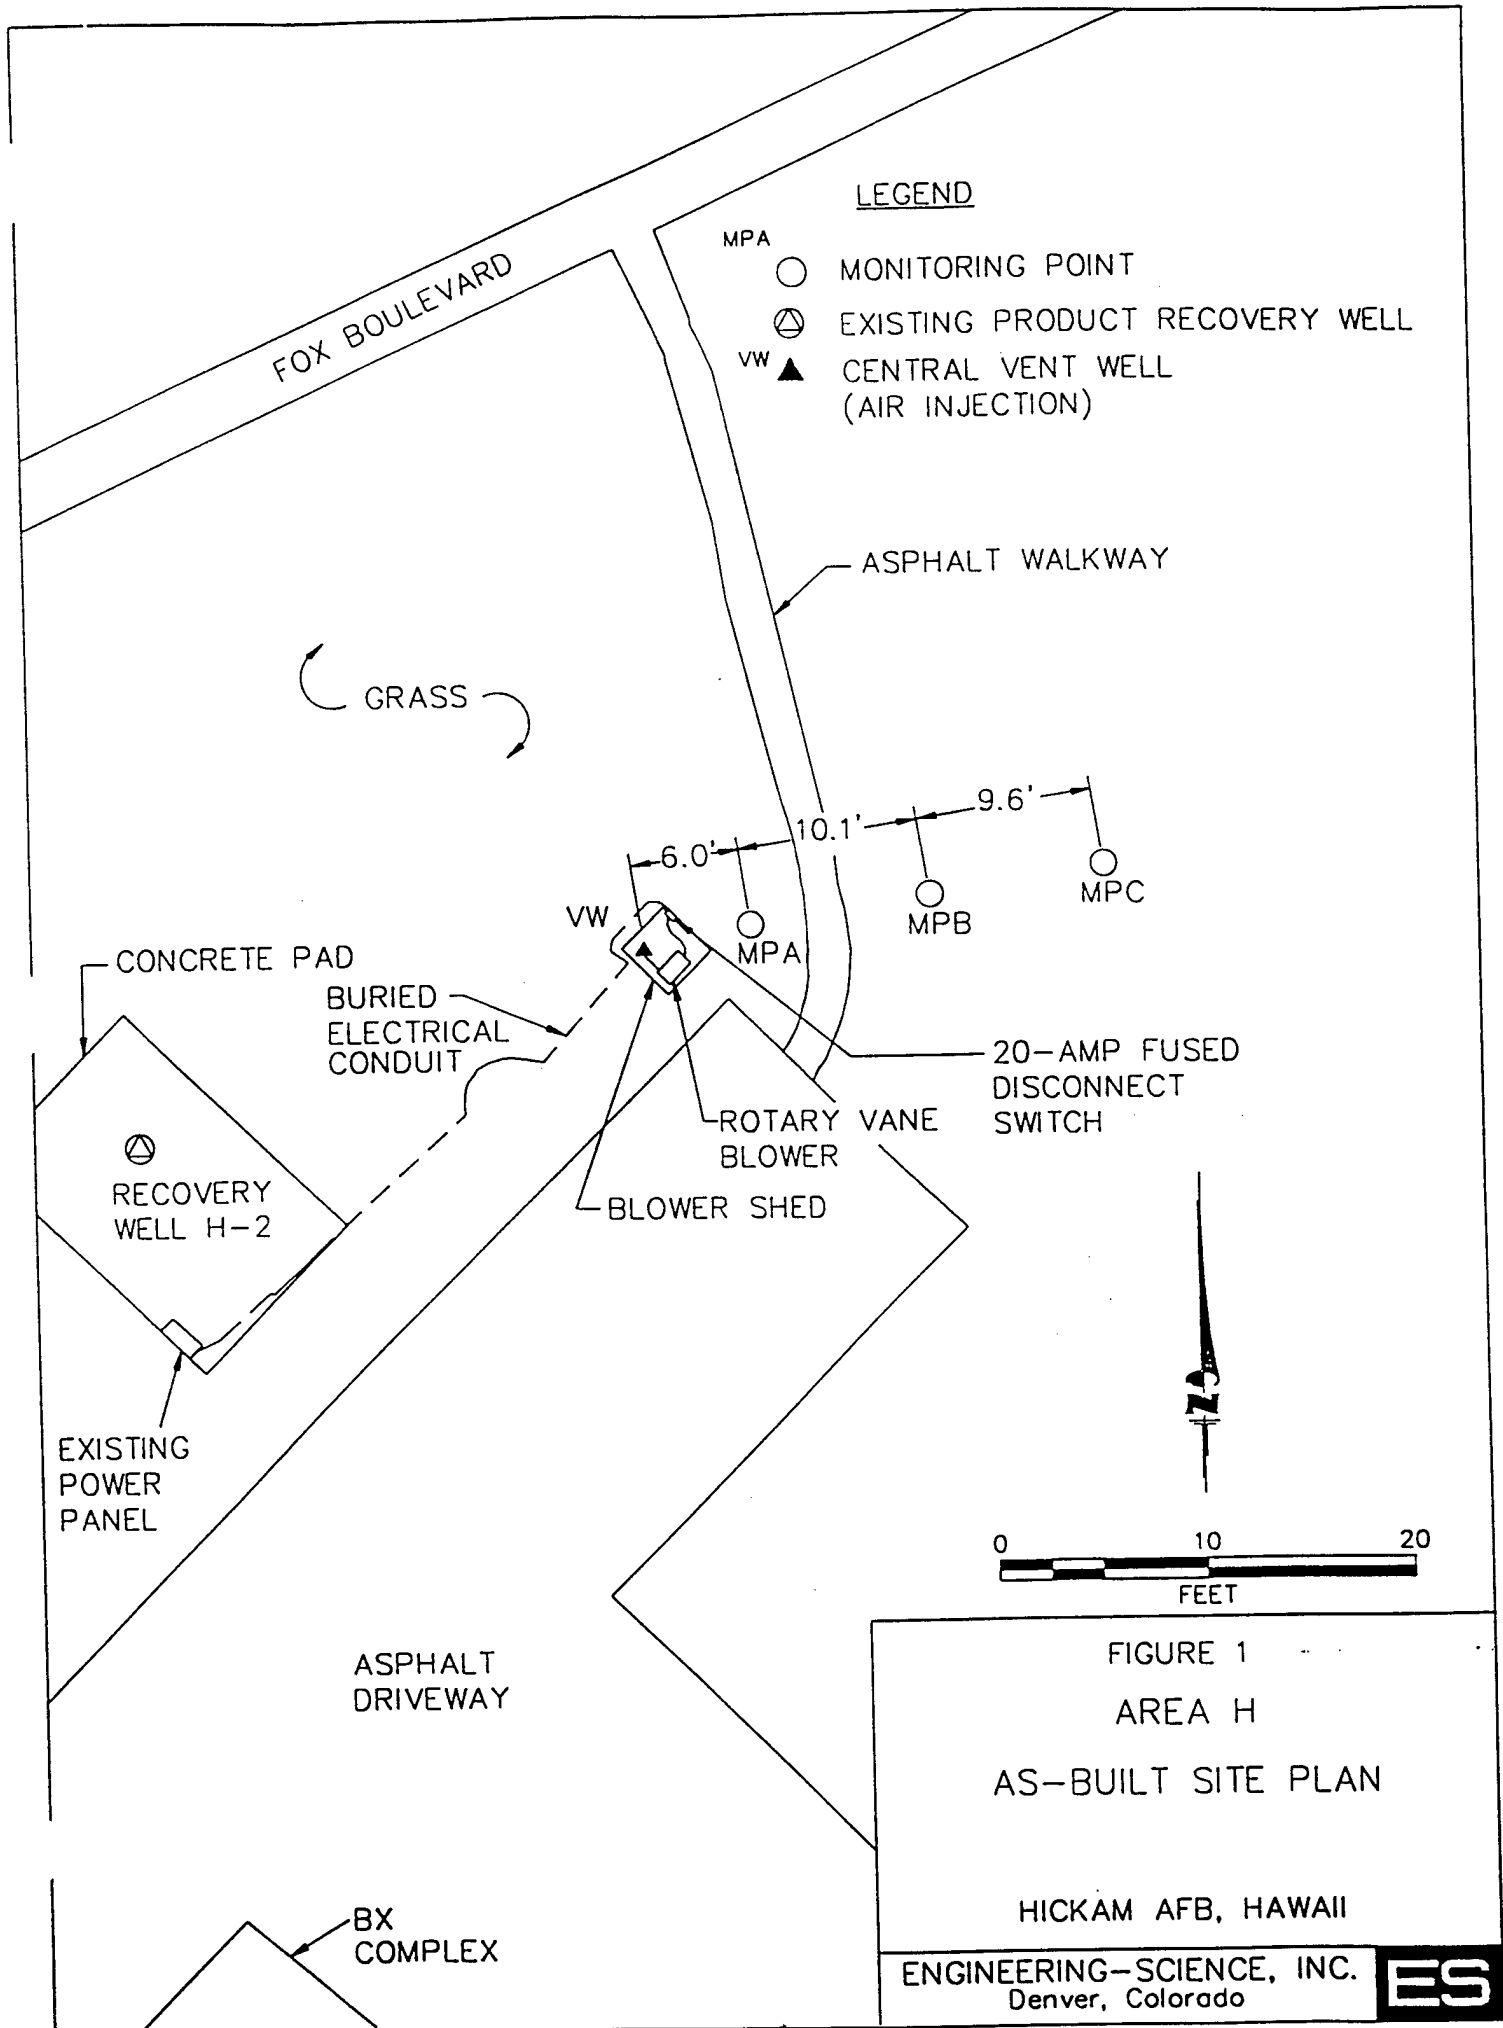 LEGEND
MPA
MONITORING POINT
EXISTING PRODUCT RECOVERY WELL
VW
CENTRAL VENT WELL
(AIR INJECTION)
FOX BOULEVARD
ASPHALT WALKWAY
GRASS
9.6'
10.1'
6.0'
MPC
MPB
VW
MPA
CONCRETE PAD
BURIED
ELECTRICAL
CONDUIT
20-AMP FUSED
DISCONNECT
SWITCH
ROTARY VANE
BLOWER
BLOWER SHED
RECOVERY
WELL H-2
EXISTING
POWER
PANEL
N
0 10 20
FEET
ASPHALT
DRIVEWAY
FIGURE 1
AREA H
AS-BUILT SITE PLAN
HICKAM AFB, HAWAII
BX
COMPLEX
ENGINEERING-SCIENCE, INC.
Denver, Colorado
ES